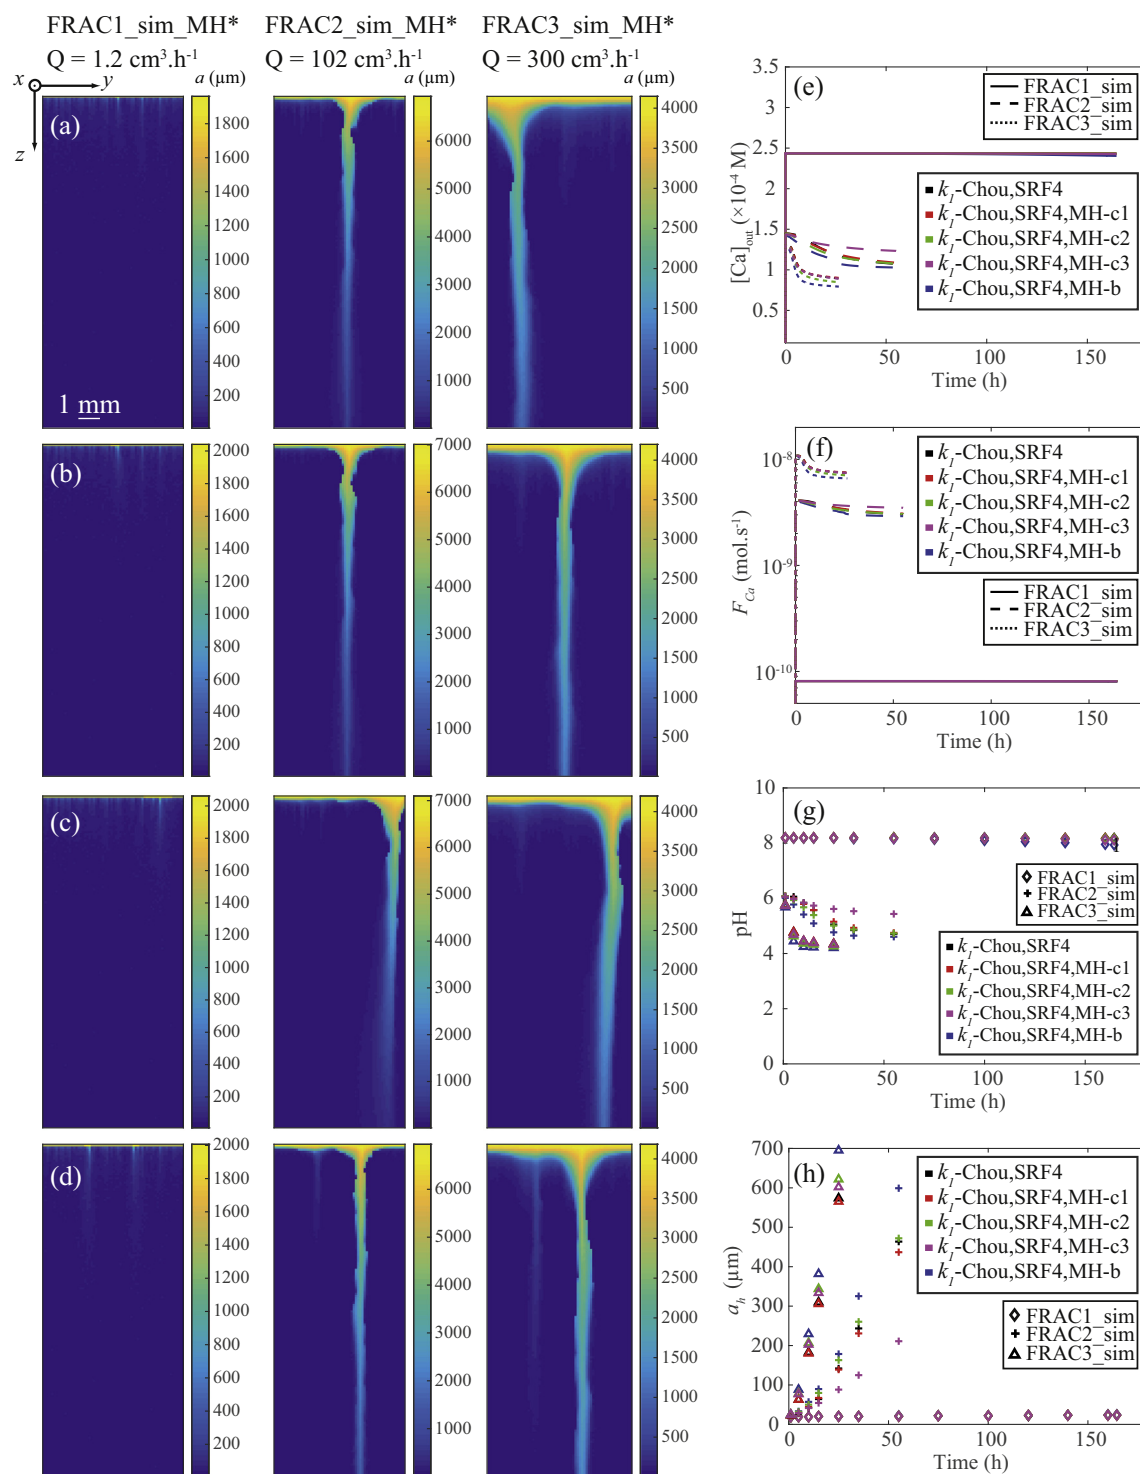 FRAC1_sim_MH* FRAC2_sim_MH* FRAC3_sim_MH*
Q = 1.2 cm³.h⁻¹ Q = 102 cm³.h⁻¹ Q = 300 cm³.h⁻¹
x y a (μm) a (μm) a (μm)
z
(a)
1 mm
1800
1600
1400
1200
1000
800
600
400
200
6000
5000
4000
3000
2000
1000
4000
3500
3000
2500
2000
1500
1000
500
(b)
2000
1800
1600
1400
1200
1000
800
600
400
200
7000
6000
5000
4000
3000
2000
1000
4000
3500
3000
2500
2000
1500
1000
500
(c)
2000
1800
1600
1400
1200
1000
800
600
400
200
7000
6000
5000
4000
3000
2000
1000
4000
3500
3000
2500
2000
1500
1000
500
(d)
2000
1800
1600
1400
1200
1000
800
600
400
200
6000
5000
4000
3000
2000
1000
4000
3500
3000
2500
2000
1500
1000
500
(e)
3.5
3
2.5
2
1.5
1
0.5
[Ca]out (×10⁻⁴ M)
FRAC1_sim
FRAC2_sim
FRAC3_sim
k1-Chou,SRF4
k1-Chou,SRF4,MH-c1
k1-Chou,SRF4,MH-c2
k1-Chou,SRF4,MH-c3
k1-Chou,SRF4,MH-b
0 50 100 150
Time (h)
(f)
10⁻⁸
10⁻⁹
10⁻¹⁰
FCa (mol.s⁻¹)
k1-Chou,SRF4
k1-Chou,SRF4,MH-c1
k1-Chou,SRF4,MH-c2
k1-Chou,SRF4,MH-c3
k1-Chou,SRF4,MH-b
FRAC1_sim
FRAC2_sim
FRAC3_sim
0 50 100 150
Time (h)
(g)
10
8
6
4
2
0
pH
FRAC1_sim
FRAC2_sim
FRAC3_sim
k1-Chou,SRF4
k1-Chou,SRF4,MH-c1
k1-Chou,SRF4,MH-c2
k1-Chou,SRF4,MH-c3
k1-Chou,SRF4,MH-b
0 50 100 150
Time (h)
(h)
700
600
500
400
300
200
100
0
ah (μm)
k1-Chou,SRF4
k1-Chou,SRF4,MH-c1
k1-Chou,SRF4,MH-c2
k1-Chou,SRF4,MH-c3
k1-Chou,SRF4,MH-b
FRAC1_sim
FRAC2_sim
FRAC3_sim
0 50 100 150
Time (h)